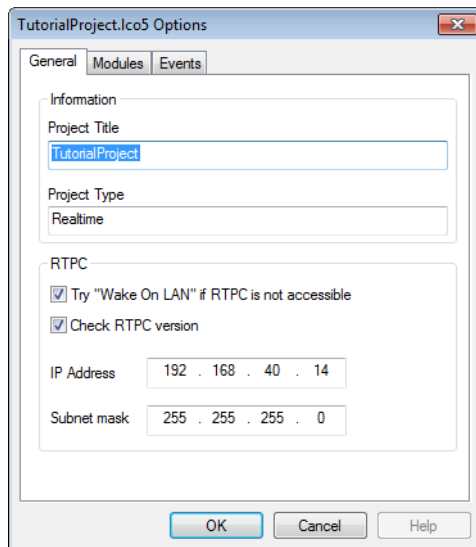 TutorialProject.Ico5 Options
General Modules Events
Information
Project Title
TutorialProject
Project Type
Realtime
RTPC
Try "Wake On LAN" if RTPC is not accessible
Check RTPC version
IP Address 192 . 168 . 40 . 14
Subnet mask 255 . 255 . 255 . 0
OK Cancel Help